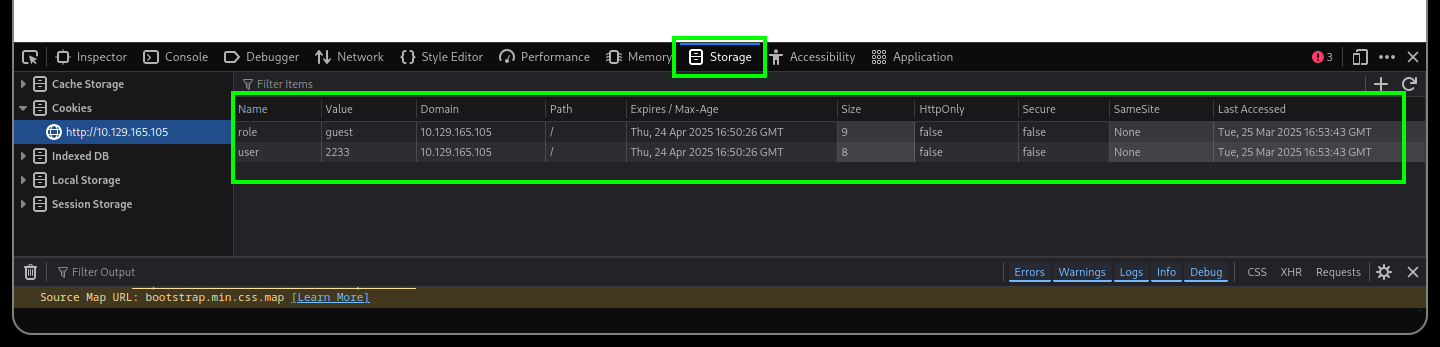 Inspector Console Debugger Network Style Editor Performance Memory Storage Accessibility Application 3
Cache Storage
Cookies
http://10.129.165.105
Indexed DB
Local Storage
Session Storage
Filter Items
Name Value Domain Path Expires / Max-Age Size HttpOnly Secure SameSite Last Accessed
role guest 10.129.165.105 / Thu, 24 Apr 2025 16:50:26 GMT 9 false false None Tue, 25 Mar 2025 16:53:43 GMT
user 2233 10.129.165.105 / Thu, 24 Apr 2025 16:50:26 GMT 8 false false None Tue, 25 Mar 2025 16:53:43 GMT
Filter Output Errors Warnings Logs Info Debug CSS XHR Requests
Source Map URL: bootstrap.min.css.map [Learn More]